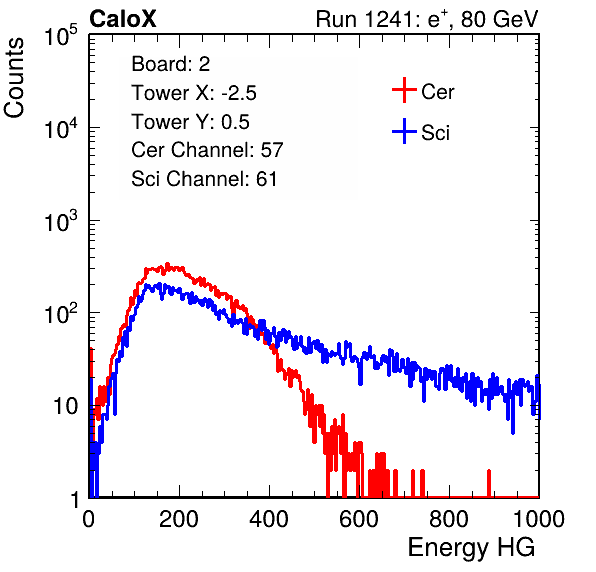 CaloX Run 1241: e⁺, 80 GeV
Counts
10⁵
10⁴
10³
10²
10
1
Board: 2
Tower X: -2.5
Tower Y: 0.5
Cer Channel: 57
Sci Channel: 61
Cer
Sci
0 200 400 600 800 1000
Energy HG